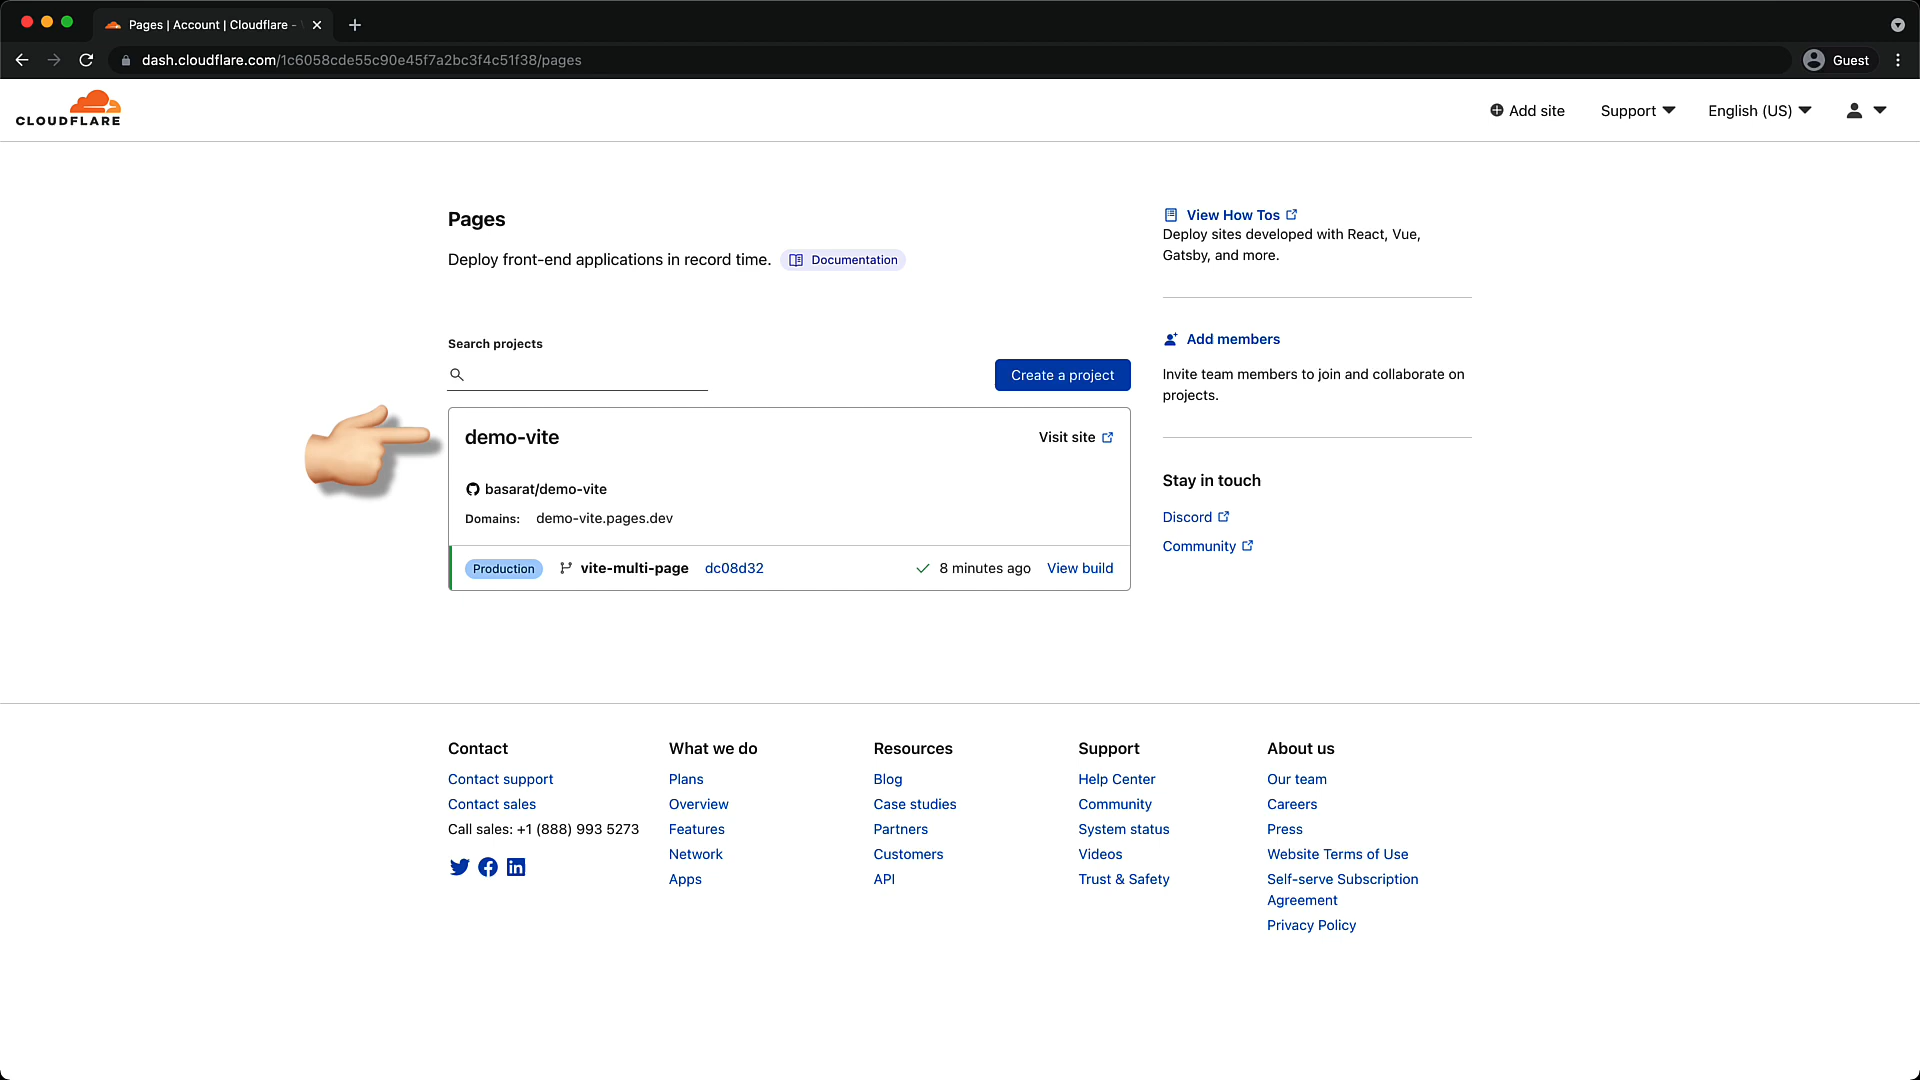 Pages | Account | Cloudflare -
dash.cloudflare.com/1c6058cde55c90e45f7a2bc3f4c51f38/pages
Guest
CLOUDFLARE
Add site
Support
English (US)
Pages
Deploy front-end applications in record time.
Documentation
Search projects
Create a project
demo-vite
Visit site
basarat/demo-vite
Domains: demo-vite.pages.dev
Production
vite-multi-page
dc08d32
8 minutes ago
View build
View How Tos
Deploy sites developed with React, Vue,
Gatsby, and more.
Add members
Invite team members to join and collaborate on
projects.
Stay in touch
Discord
Community
Contact
Contact support
Contact sales
Call sales: +1 (888) 993 5273
What we do
Plans
Overview
Features
Network
Apps
Resources
Blog
Case studies
Partners
Customers
API
Support
Help Center
Community
System status
Videos
Trust & Safety
About us
Our team
Careers
Press
Website Terms of Use
Self-serve Subscription
Agreement
Privacy Policy